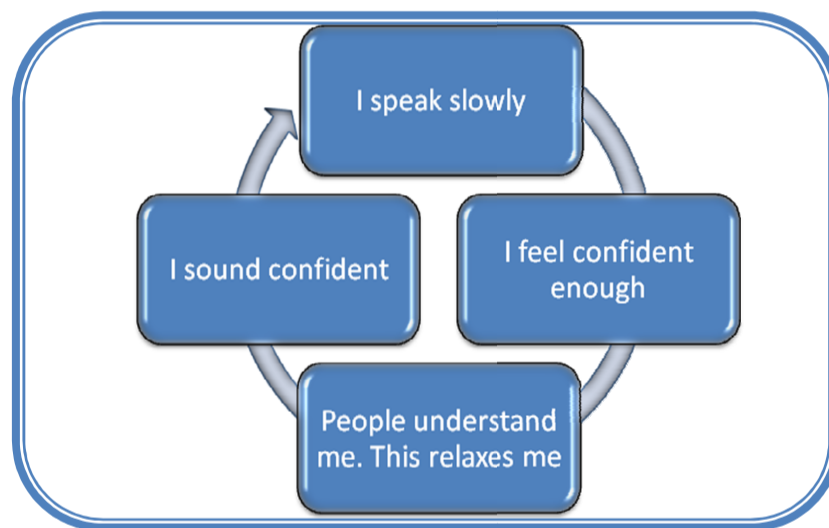 I speak slowly
I feel confident
enough
People understand
me. This relaxes me
I sound confident